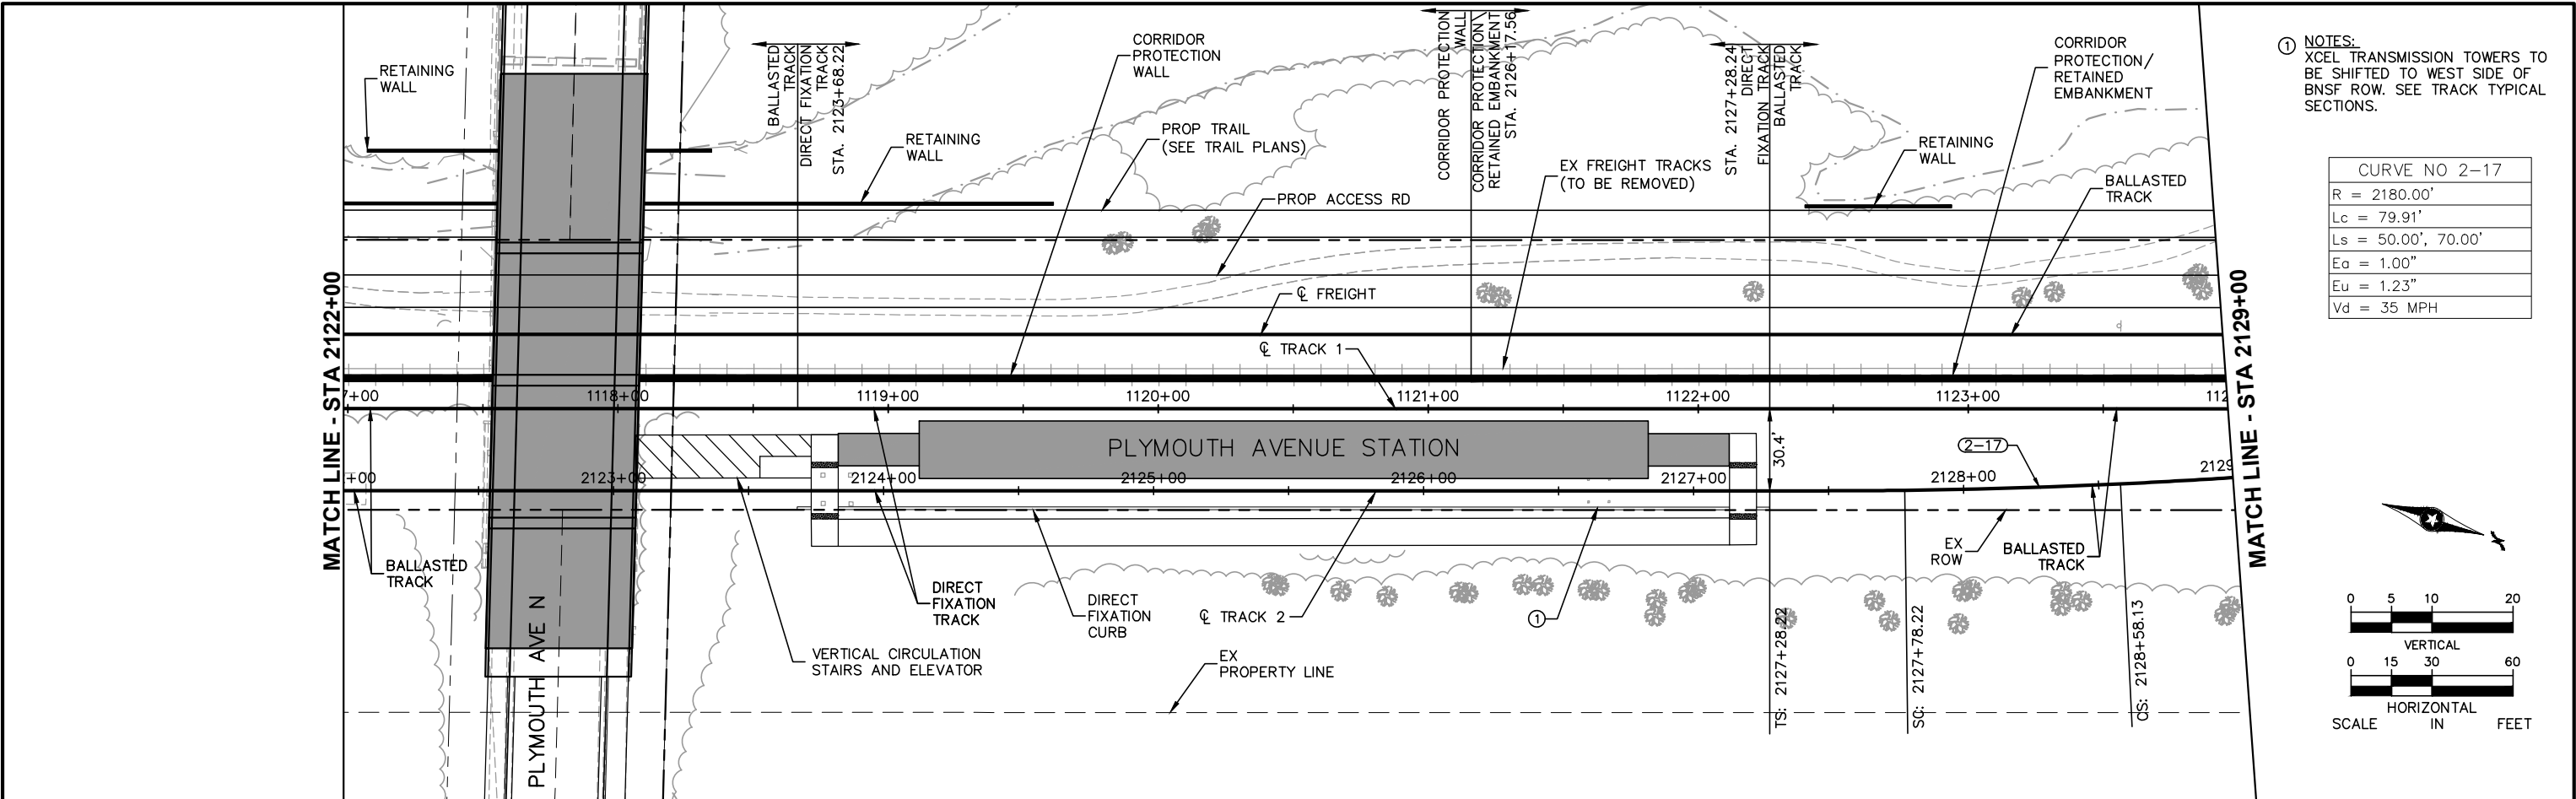 MATCH LINE - STA 2122+00
RETAINING
WALL
BALLASTED
TRACK
DIRECT FIXATION
TRACK
STA. 2123+68.22
RETAINING
WALL
CORRIDOR
PROTECTION
WALL
PROP TRAIL
(SEE TRAIL PLANS)
PROP ACCESS RD
℄ FREIGHT
℄ TRACK 1
CORRIDOR PROTECTION
WALL
CORRIDOR PROTECTION\
RETAINED EMBANKMENT
STA. 2126+17.56
EX FREIGHT TRACKS
(TO BE REMOVED)
STA. 2127+28.24
DIRECT
FIXATION TRACK
BALLASTED
TRACK
RETAINING
WALL
CORRIDOR
PROTECTION/
RETAINED
EMBANKMENT
BALLASTED
TRACK
7+00
1118+00
1119+00
1120+00
1121+00
1122+00
1123+00
112
PLYMOUTH AVENUE STATION
30.4'
2-17
+00
2123+00
2124+00
2125+00
2126+00
2127+00
2128+00
2129
BALLASTED
TRACK
PLYMOUTH AVE N
VERTICAL CIRCULATION
STAIRS AND ELEVATOR
DIRECT
FIXATION
TRACK
DIRECT
FIXATION
CURB
℄ TRACK 2
EX
PROPERTY LINE
1
EX
ROW
BALLASTED
TRACK
TS: 2127+28.22
SC: 2127+78.22
CS: 2128+58.13
MATCH LINE - STA 2129+00
1 NOTES:
XCEL TRANSMISSION TOWERS TO
BE SHIFTED TO WEST SIDE OF
BNSF ROW. SEE TRACK TYPICAL
SECTIONS.
CURVE NO 2-17
R = 2180.00'
Lc = 79.91'
Ls = 50.00', 70.00'
Ea = 1.00"
Eu = 1.23"
Vd = 35 MPH
N
0 5 10 20
VERTICAL
0 15 30 60
HORIZONTAL
SCALE IN FEET